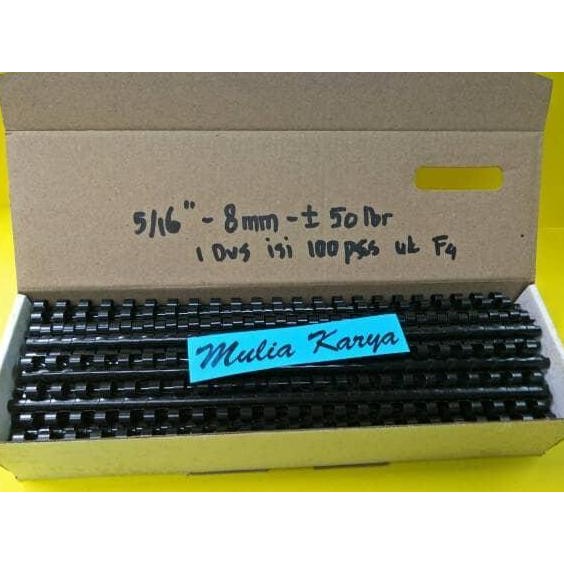 5/16" - 8mm - ± 50 lbr
1 Dus isi 100 pcs uk F4
Mulia Karya